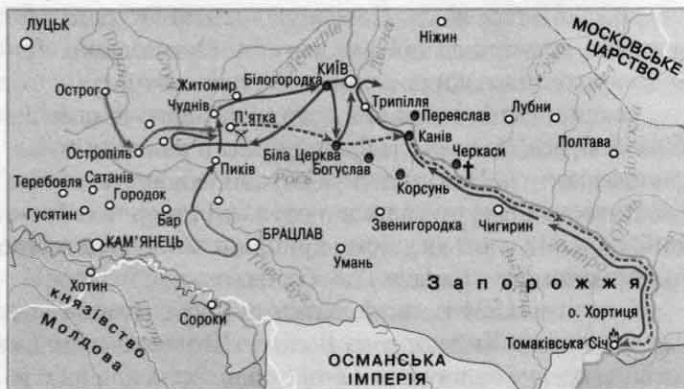 ЛУЦЬК
Ніжин
МОСКОВСЬКЕ
ЦАРСТВО
Острог
Житомир
Білогородка
КИЇВ
Чуднів
П'ятка
Трипілля
Переяслав
Лубни
Канів
Полтава
Остропіль
Біла Церква
Черкаси
Богуслав
Пиків
Корсунь
Теребовля
Сатанів
Городок
Гусятин
Бар
Звенигородка
Чигирин
КАМ'ЯНЕЦЬ
БРАЦЛАВ
Умань
Хотин
Запорожжя
князівство
Молдова
Сороки
о. Хортиця
Томаківська Січ
ОСМАНСЬКА
ІМПЕРІЯ